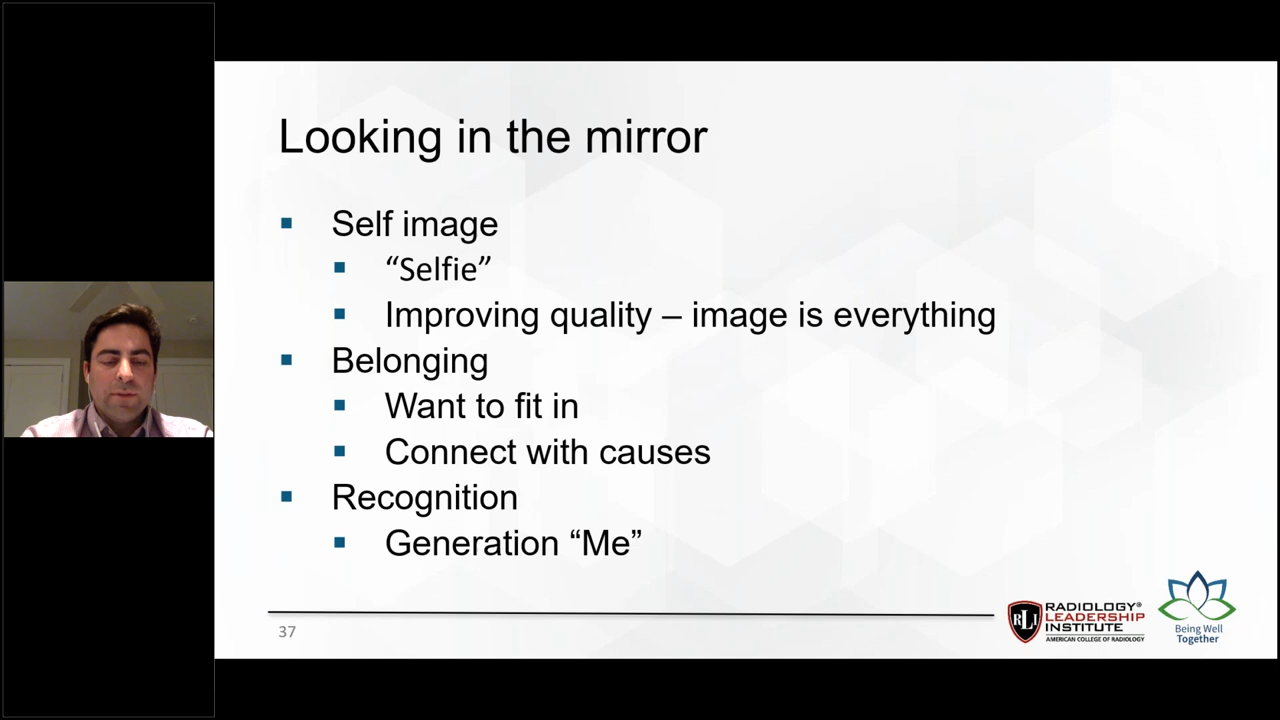 Looking in the mirror
Self image
“Selfie”
Improving quality – image is everything
Belonging
Want to fit in
Connect with causes
Recognition
Generation “Me”
37
RLI
RADIOLOGY®
LEADERSHIP
INSTITUTE
AMERICAN COLLEGE OF RADIOLOGY
Being Well
Together